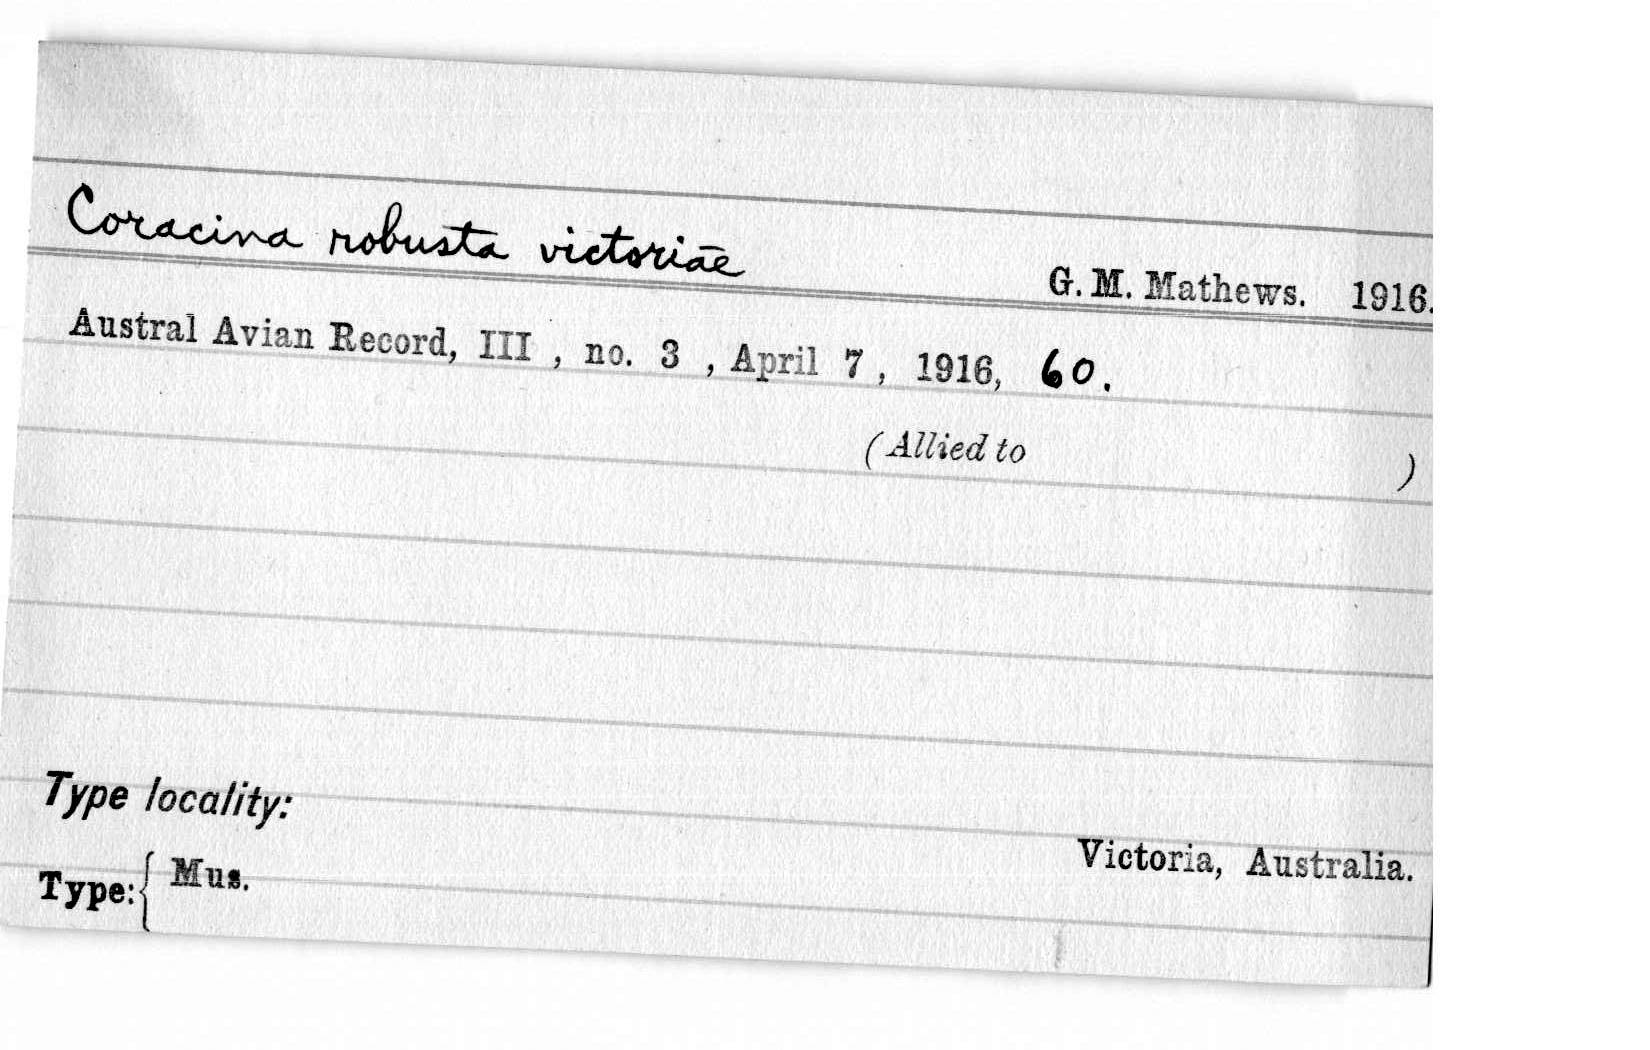 Coracina robusta victoriae
G. M. Mathews. 1916.
Austral Avian Record, III , no. 3 , April 7 , 1916, 60.
(Allied to )
Type locality:
Victoria, Australia.
Type: { Mus.